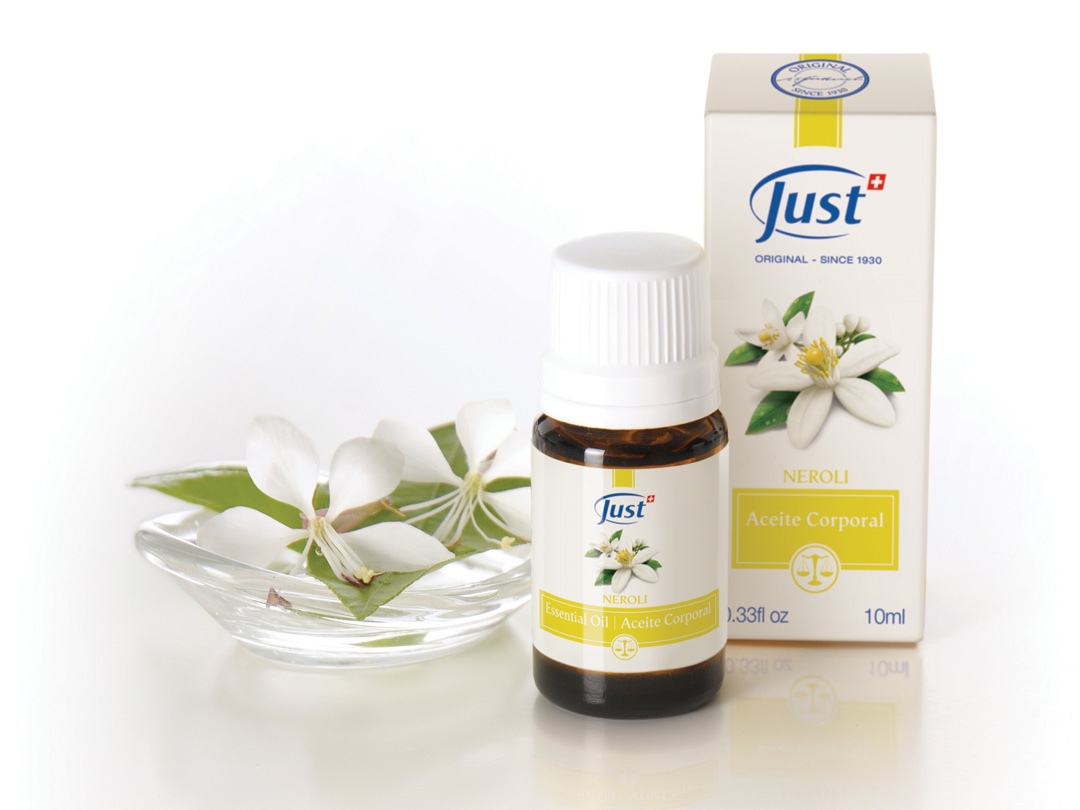 ORIGINAL
SINCE 1930
Just
ORIGINAL - SINCE 1930
NEROLI
Aceite Corporal
0.33fl oz 10ml
Just
NEROLI
Essential Oil | Aceite Corporal